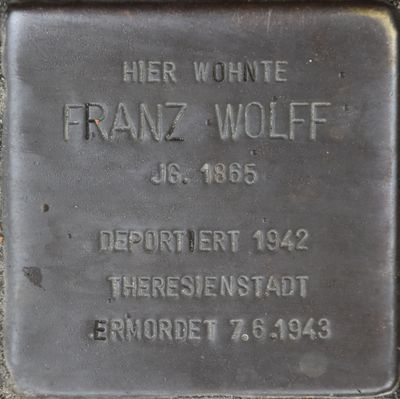 HIER WOHNTE
FRANZ WOLFF
JG. 1865
DEPORTIERT 1942
THERESIENSTADT
ERMORDET 7.6.1943